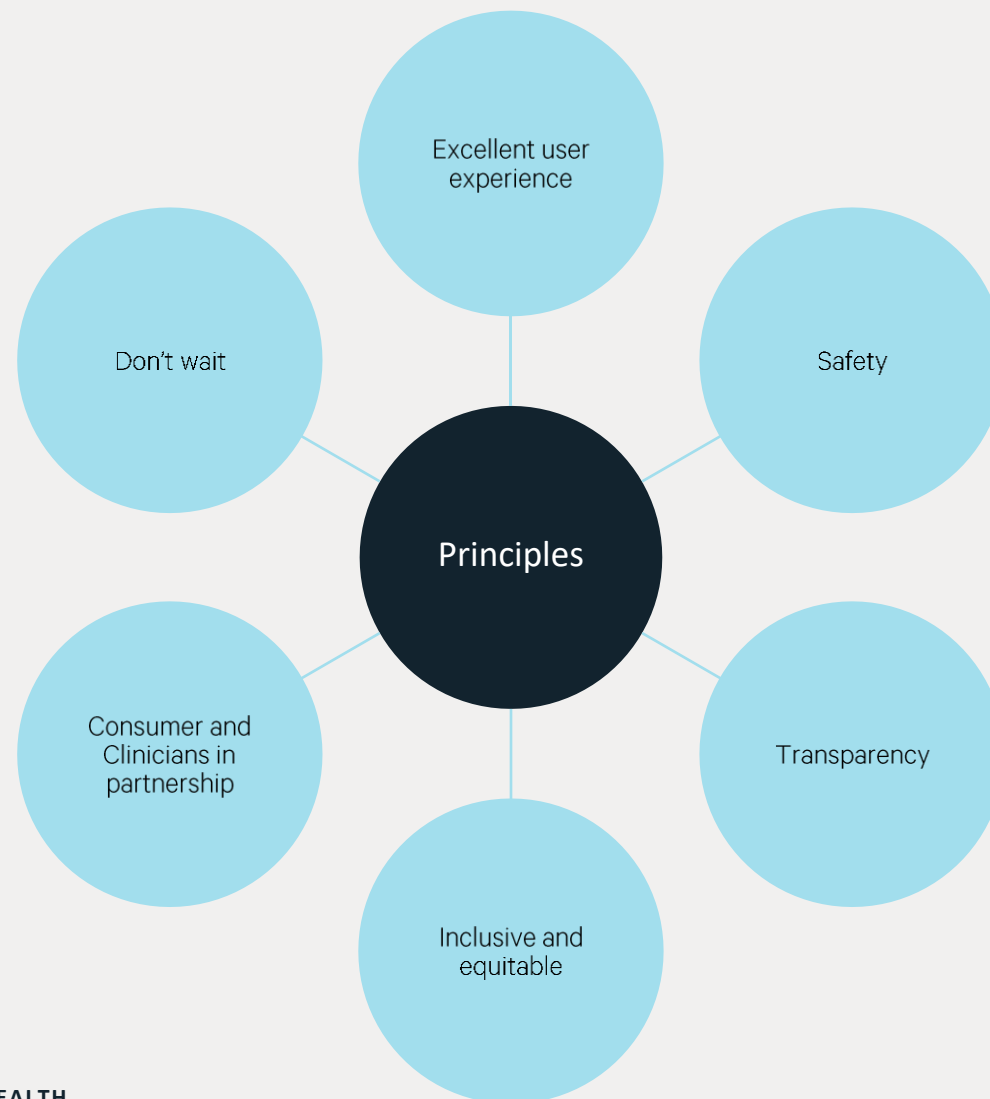 Excellent user
experience
Don't wait
Safety
Principles
Consumer and
Clinicians in
partnership
Transparency
Inclusive and
equitable